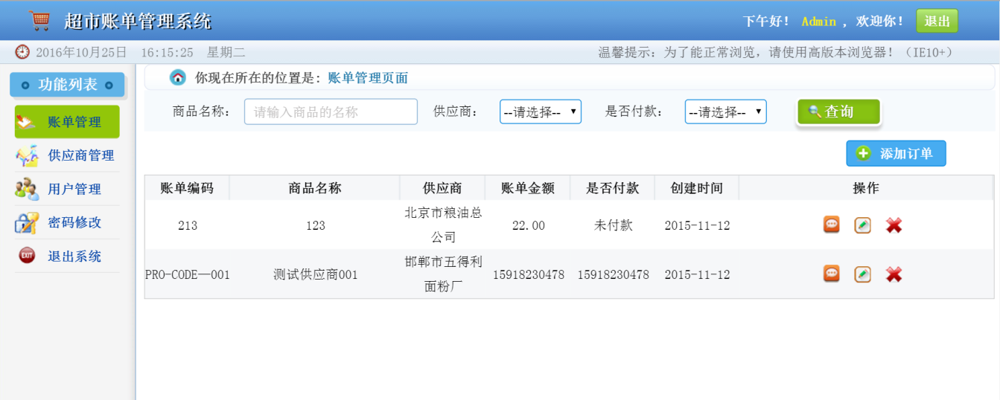 超市账单管理系统
下午好! Admin , 欢迎你! 退出
2016年10月25日 16:15:25 星期二
温馨提示: 为了能正常浏览, 请使用高版本浏览器! (IE10+)
功能列表
账单管理
供应商管理
用户管理
密码修改
EXIT 退出系统
你现在所在的位置是: 账单管理页面
商品名称: 请输入商品的名称 供应商: --请选择-- 是否付款: --请选择-- 查询
添加订单
账单编码 商品名称 供应商 账单金额 是否付款 创建时间 操作
213 123 北京市粮油总公司 22.00 未付款 2015-11-12
PRO-CODE—001 测试供应商001 邯郸市五得利面粉厂 15918230478 15918230478 2015-11-12